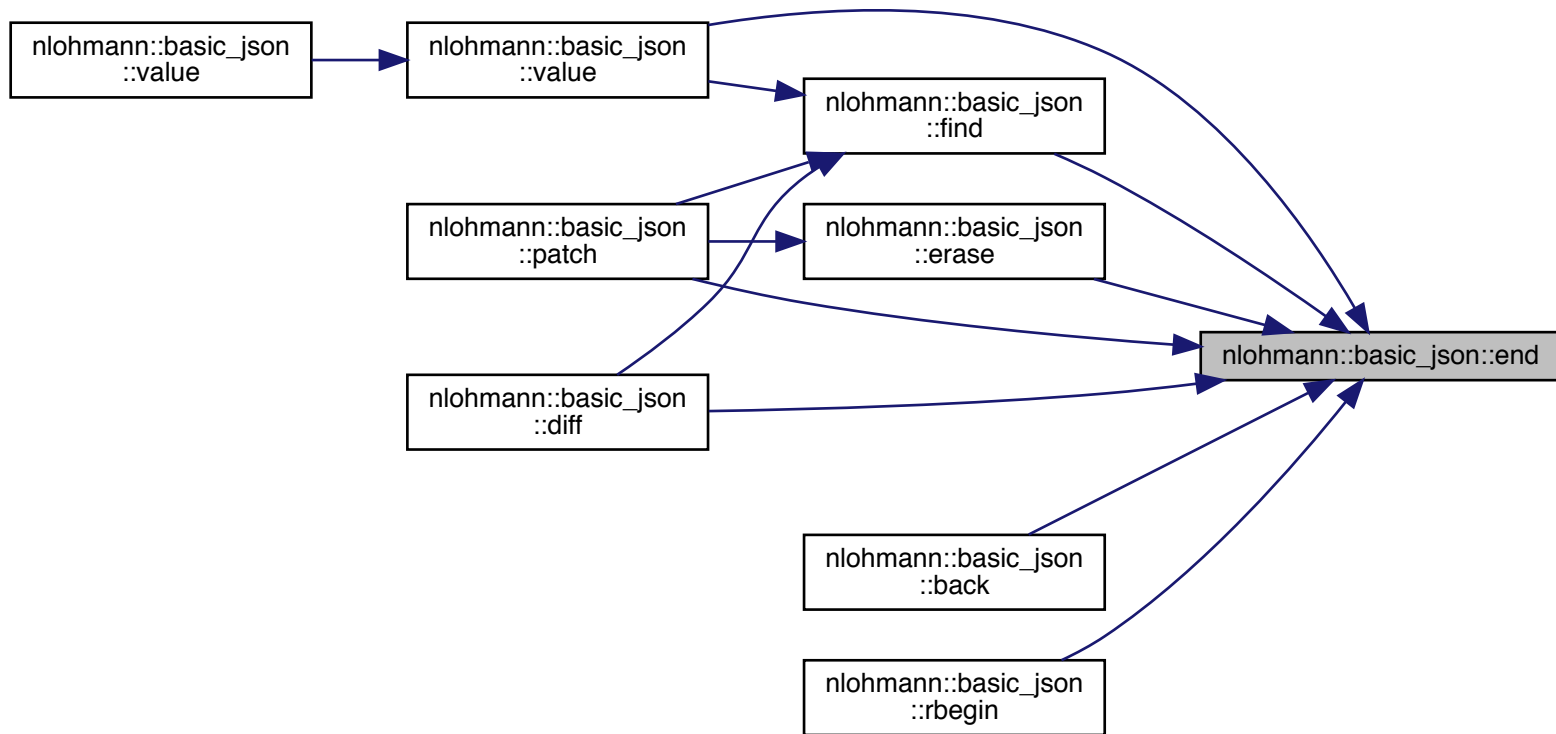 nlohmann::basic_json
::value
nlohmann::basic_json
::value
nlohmann::basic_json
::find
nlohmann::basic_json
::patch
nlohmann::basic_json
::erase
nlohmann::basic_json::end
nlohmann::basic_json
::diff
nlohmann::basic_json
::back
nlohmann::basic_json
::rbegin